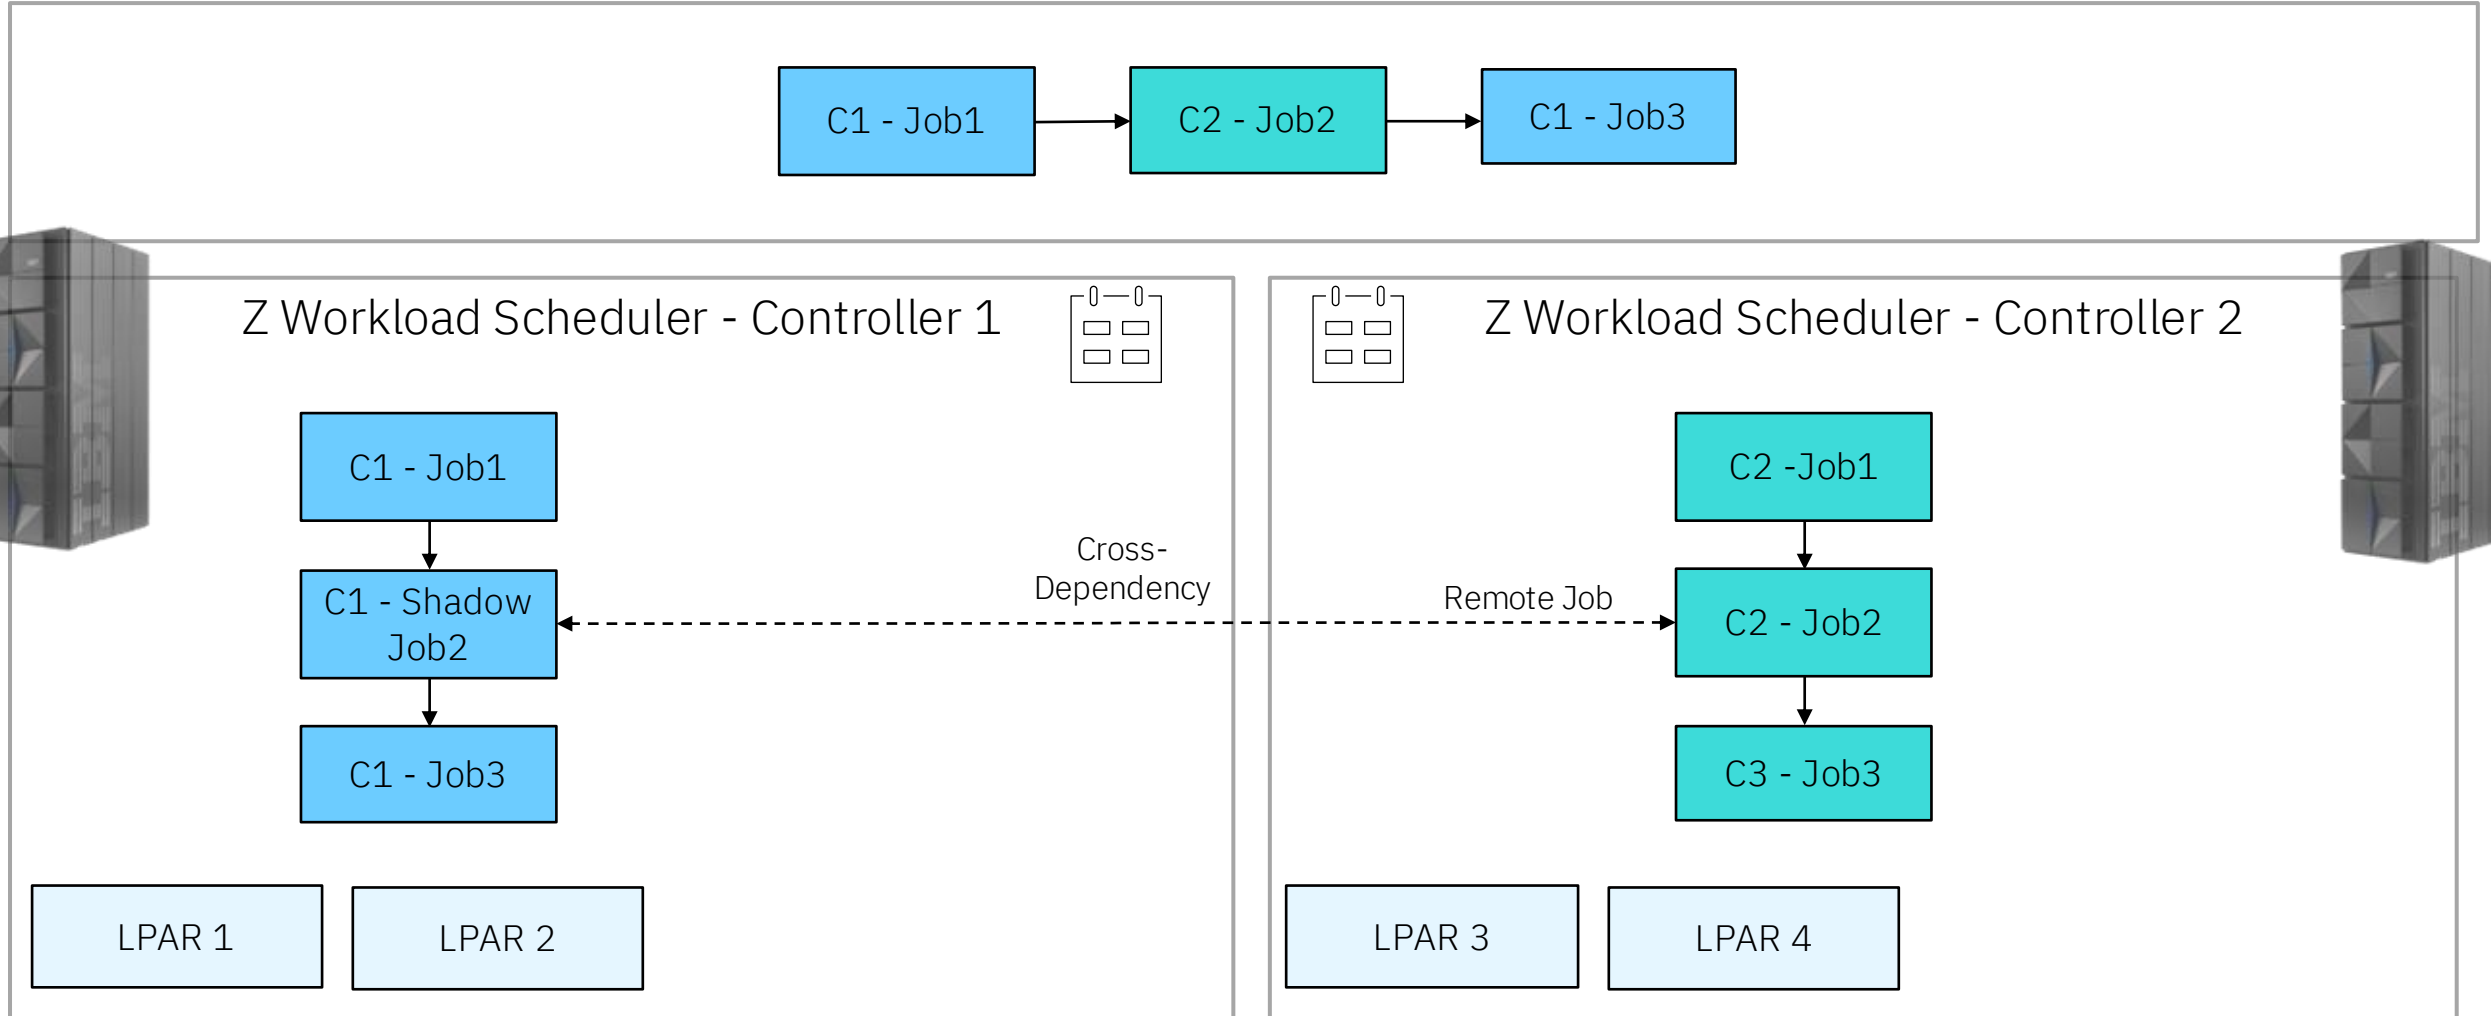 C1 - Job1
C2 - Job2
C1 - Job3
Z Workload Scheduler - Controller 1
C1 - Job1
C1 - Shadow
Job2
C1 - Job3
Cross-
Dependency
LPAR 1
LPAR 2
Z Workload Scheduler - Controller 2
C2 -Job1
Remote Job
C2 - Job2
C3 - Job3
LPAR 3
LPAR 4